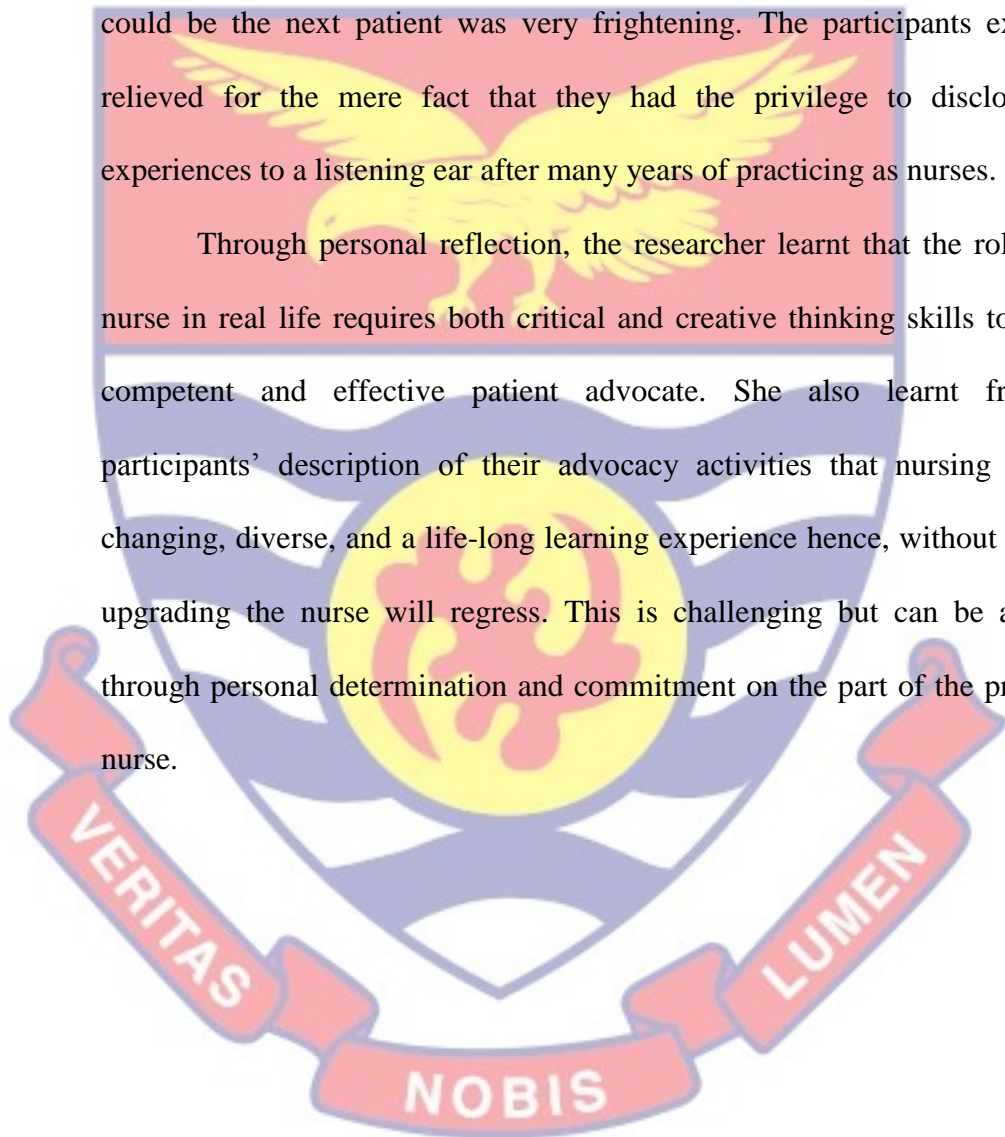 could be the next patient was very frightening. The participants ex
relieved for the mere fact that they had the privilege to disclo
experiences to a listening ear after many years of practicing as nurses.
Through personal reflection, the researcher learnt that the rol
nurse in real life requires both critical and creative thinking skills to
competent and effective patient advocate. She also learnt fr
participants’ description of their advocacy activities that nursing
changing, diverse, and a life-long learning experience hence, without
upgrading the nurse will regress. This is challenging but can be a
through personal determination and commitment on the part of the pr
nurse.
VERITAS
NOBIS
LUMEN